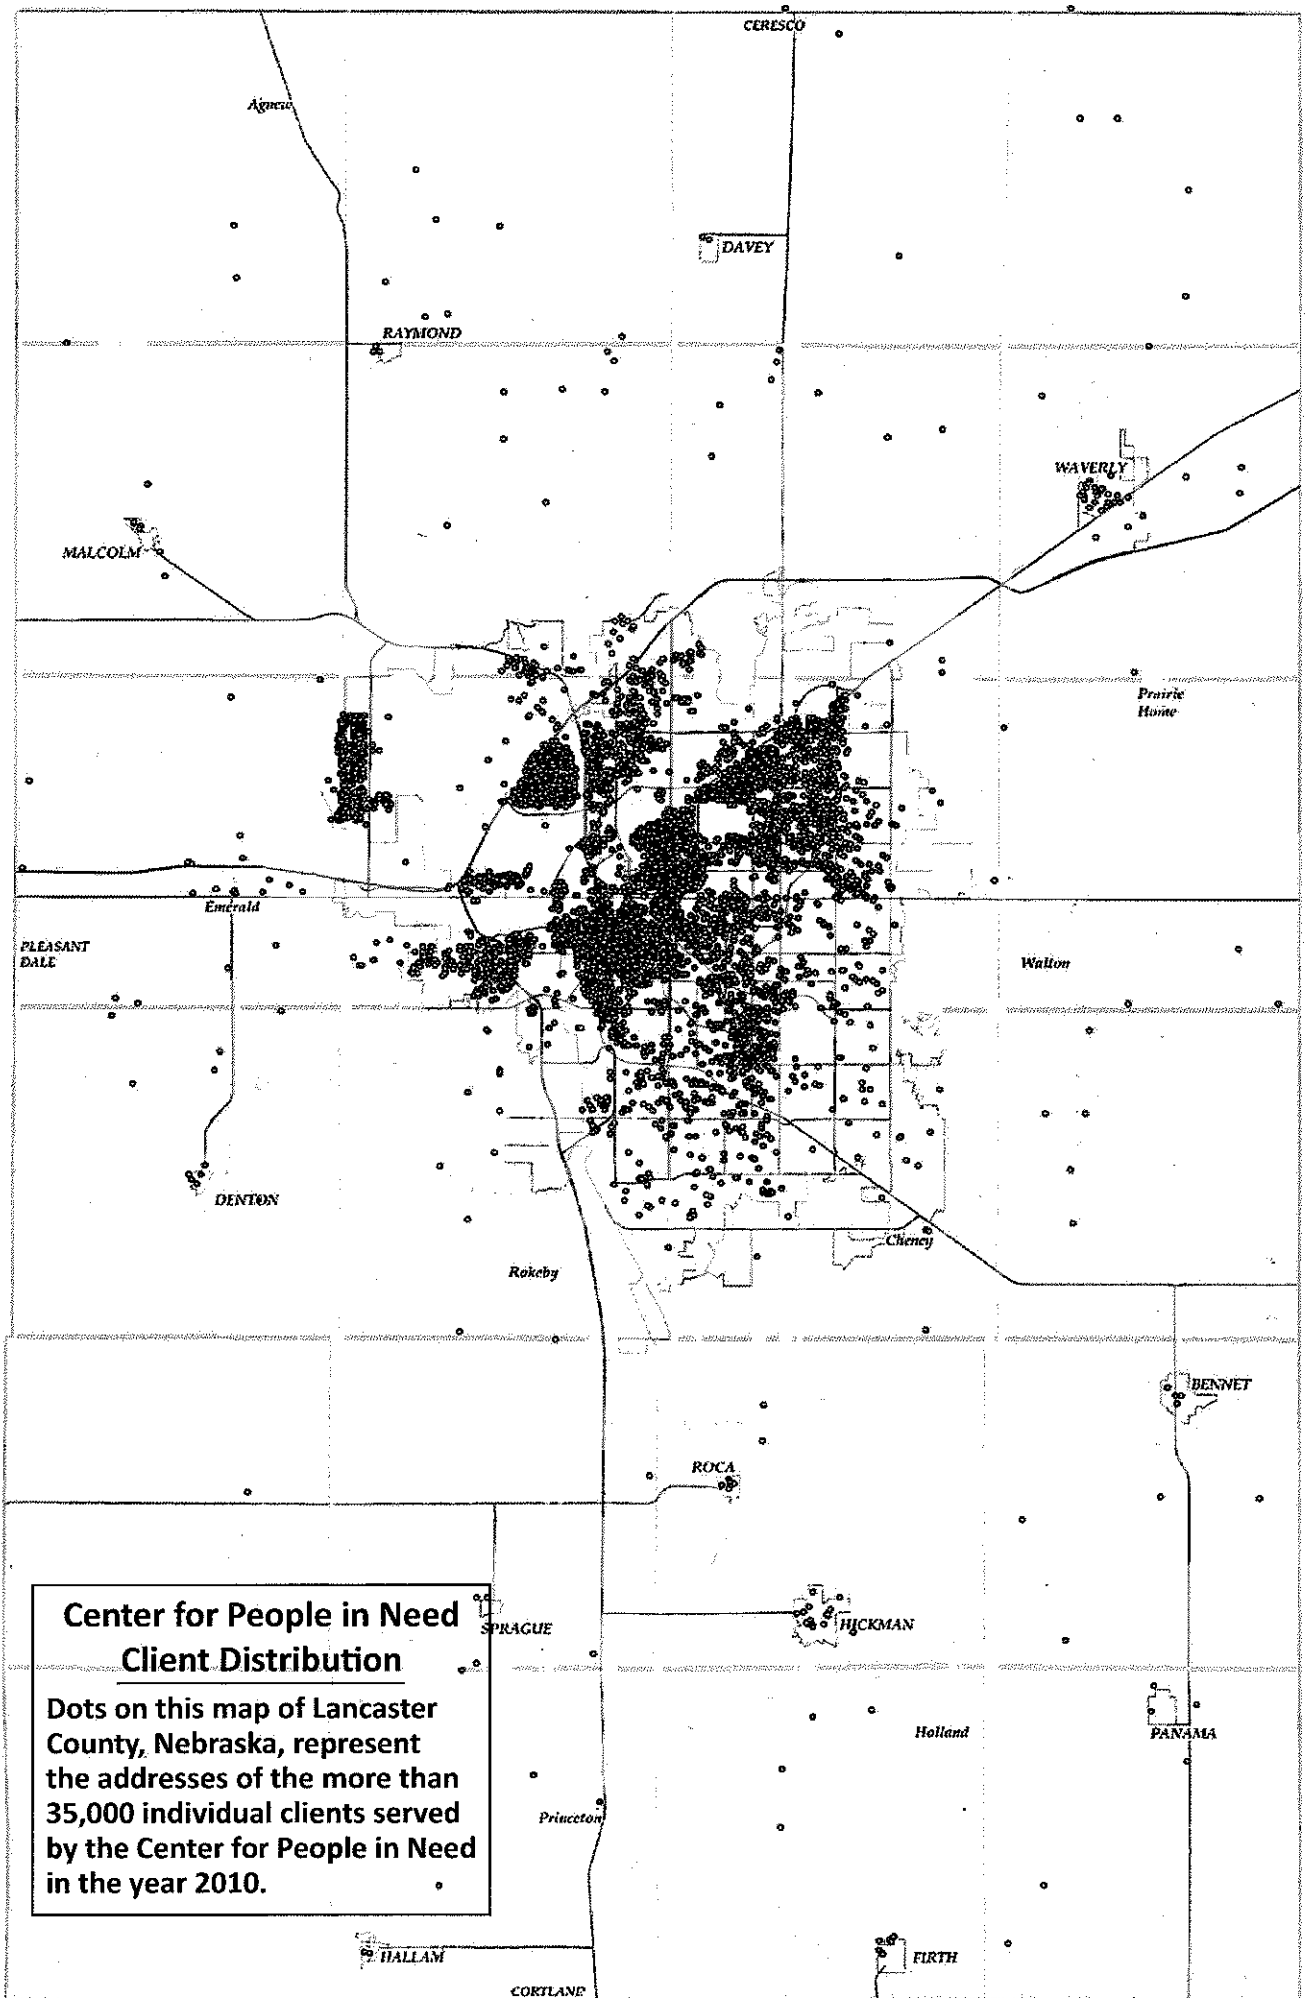 CERESCO
Agnew
DAVEY
RAYMOND
WAVERLY
MALCOLM
Prairie
Home
Emerald
PLEASANT
DALE
Walton
DENTON
Cheney
Rokeby
BENNET
ROCA
Center for People in Need
Client Distribution
SPRAGUE
HICKMAN
Dots on this map of Lancaster
County, Nebraska, represent
the addresses of the more than
35,000 individual clients served
by the Center for People in Need
in the year 2010.
Holland
PANAMA
Princeton
HALLAM
FIRTH
CORTLAND